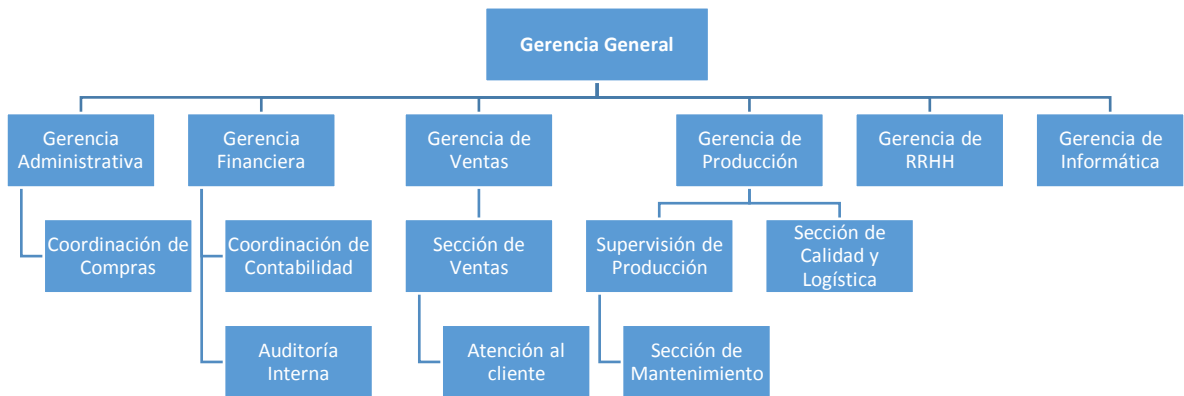 Gerencia General
Gerencia
Administrativa
Gerencia
Financiera
Gerencia de
Ventas
Gerencia de
Producción
Gerencia de
RRHH
Gerencia de
Informática
Coordinación de
Compras
Coordinación de
Contabilidad
Sección de
Ventas
Supervisión de
Producción
Sección de
Calidad y
Logística
Auditoría
Interna
Atención al
cliente
Sección de
Mantenimiento